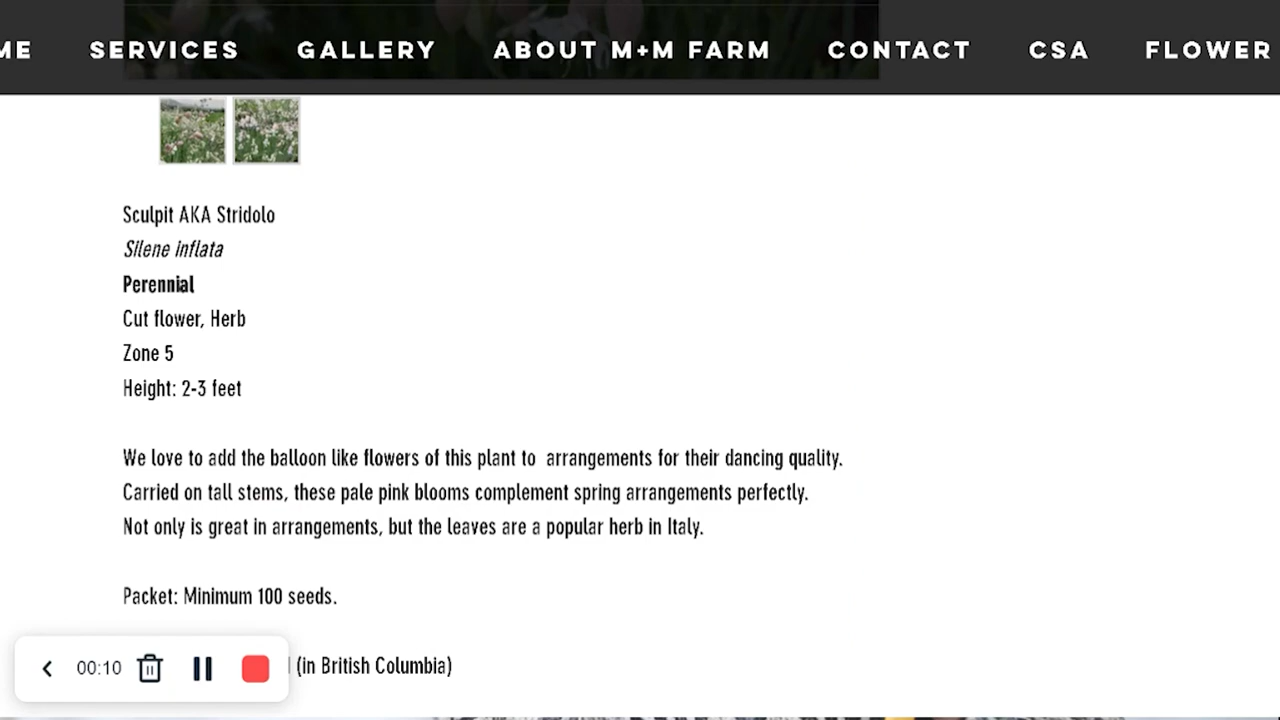 ME SERVICES GALLERY ABOUT M+M FARM CONTACT CSA FLOWER
Sculpit AKA Stridolo
Silene inflata
Perennial
Cut flower, Herb
Zone 5
Height: 2-3 feet
We love to add the balloon like flowers of this plant to  arrangements for their dancing quality.
Carried on tall stems, these pale pink blooms complement spring arrangements perfectly.
Not only is great in arrangements, but the leaves are a popular herb in Italy.
Packet: Minimum 100 seeds.
(in British Columbia)
00:10